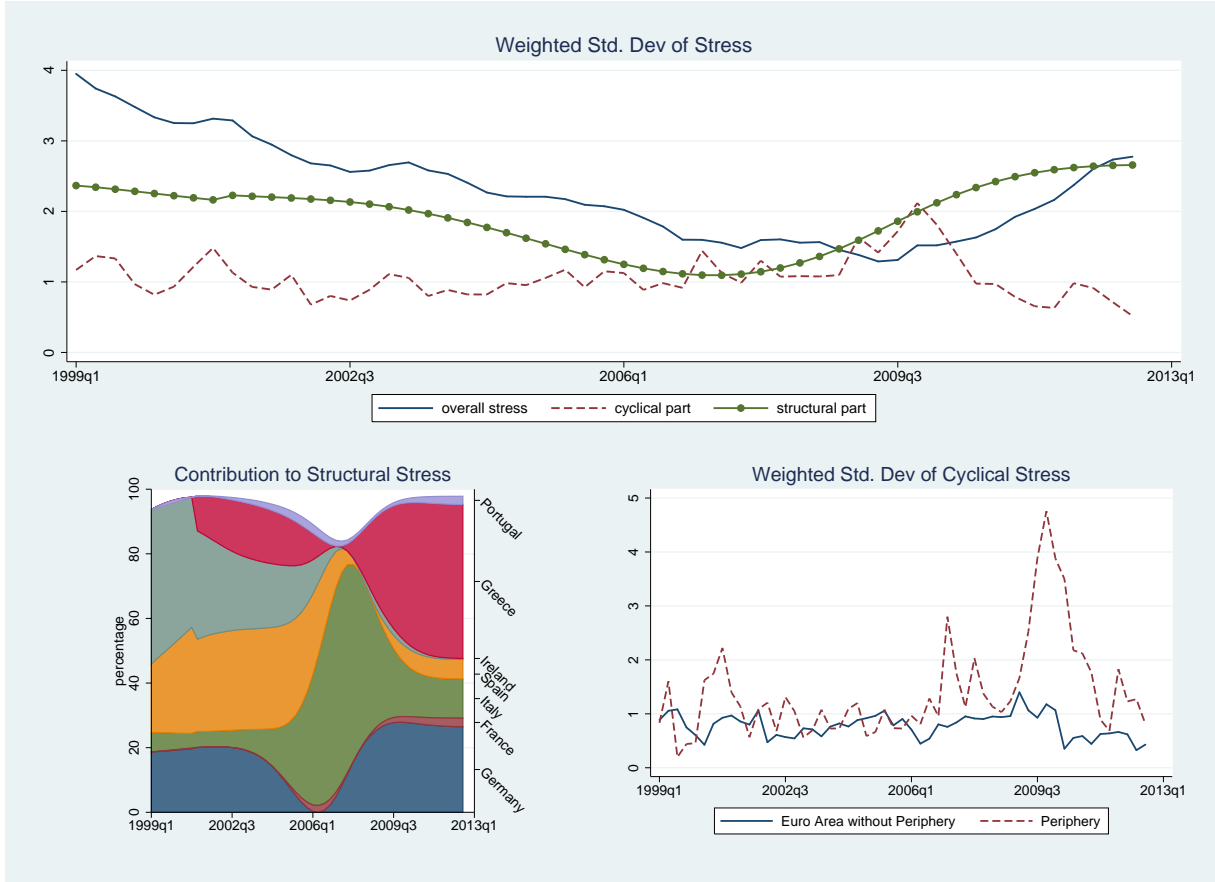 Weighted Std. Dev of Stress
4
3
2
1
0
1999q1 2002q3 2006q1 2009q3 2013q1
overall stress cyclical part structural part
Contribution to Structural Stress
percentage
100
80
60
40
20
0
Portugal
Greece
Ireland
Spain
Italy
France
Germany
1999q1 2002q3 2006q1 2009q3 2013q1
Weighted Std. Dev of Cyclical Stress
5
4
3
2
1
0
1999q1 2002q3 2006q1 2009q3 2013q1
Euro Area without Periphery Periphery